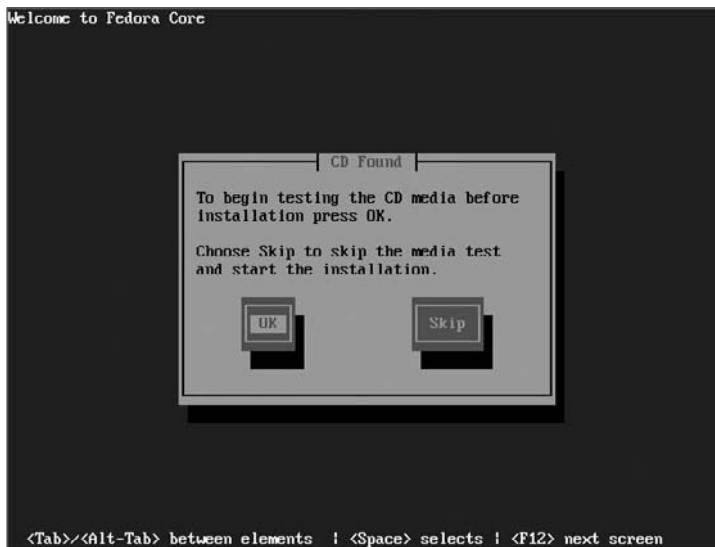 Welcome to Fedora Core
CD Found
To begin testing the CD media before
installation press OK.
Choose Skip to skip the media test
and start the installation.
OK Skip
<Tab>/<Alt-Tab> between elements | <Space> selects | <F12> next screen